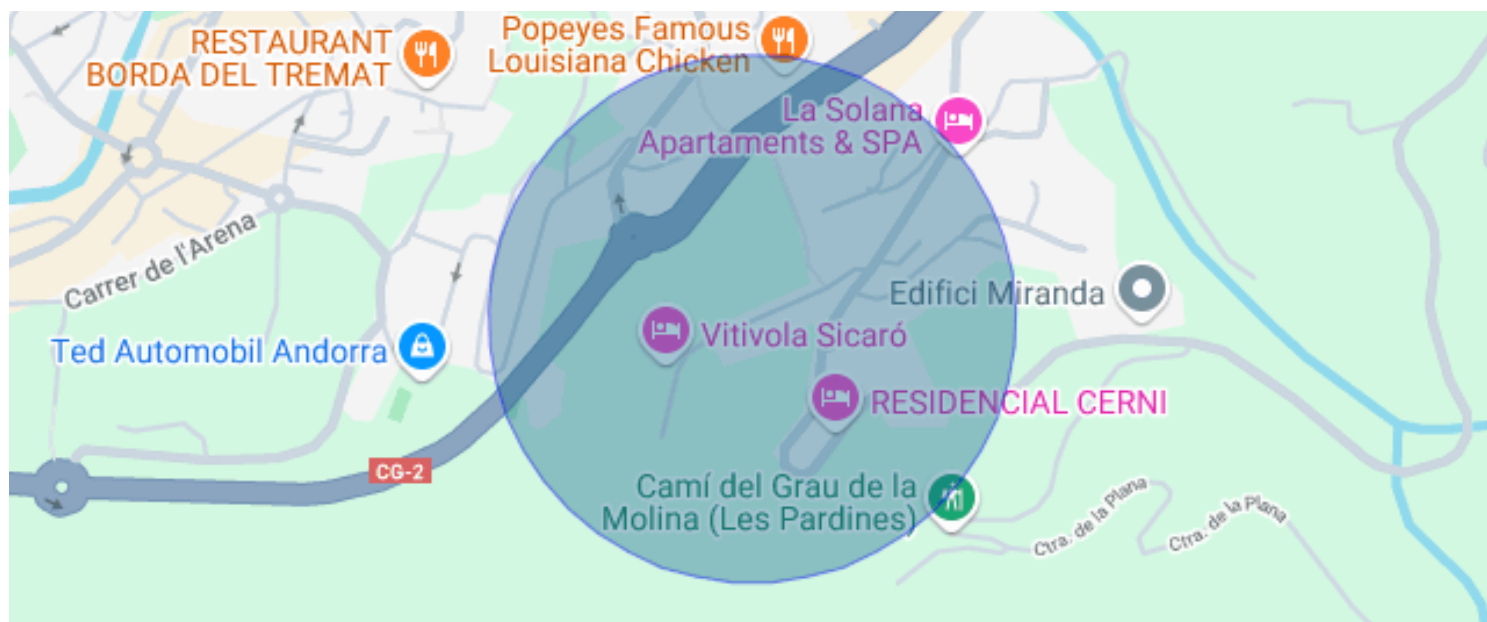 RESTAURANT
BORDA DEL TREMAT
Popeyes Famous
Louisiana Chicken
La Solana
Apartaments & SPA
Carrer de l'Arena
Edifici Miranda
Ted Automobil Andorra
Vitivola Sicaró
RESIDENCIAL CERNI
CG-2
Camí del Grau de la
Molina (Les Pardines)
Ctra. de la Plana
Ctra. de la Plana